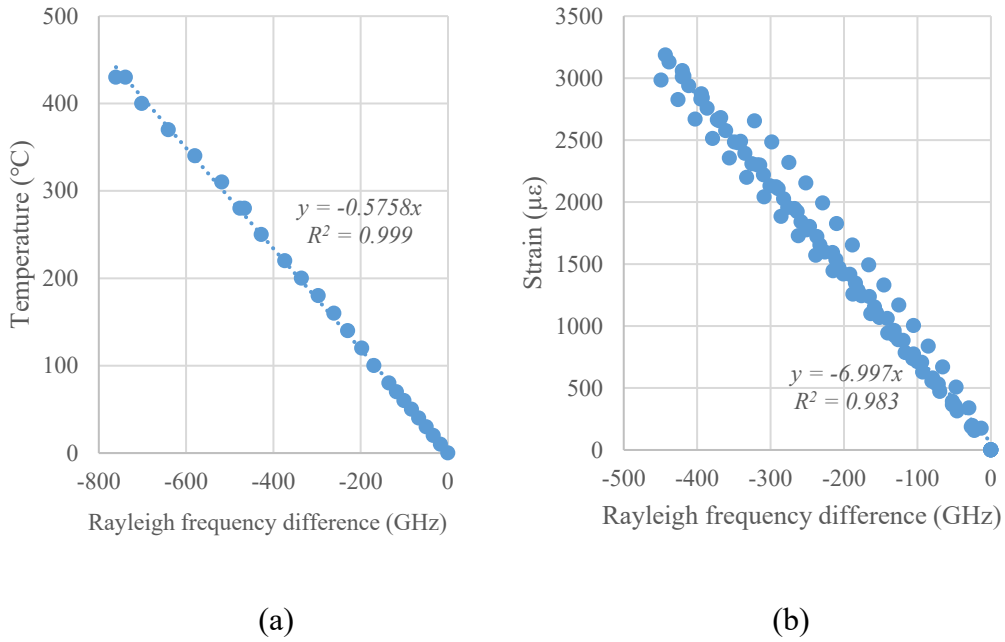 500
400
300
200
100
0
Temperature (°C)
y = -0.5758x
R² = 0.999
-800 -600 -400 -200 0
Rayleigh frequency difference (GHz)
(a)
3500
3000
2500
2000
1500
1000
500
0
Strain (με)
y = -6.997x
R² = 0.983
-500 -400 -300 -200 -100 0
Rayleigh frequency difference (GHz)
(b)